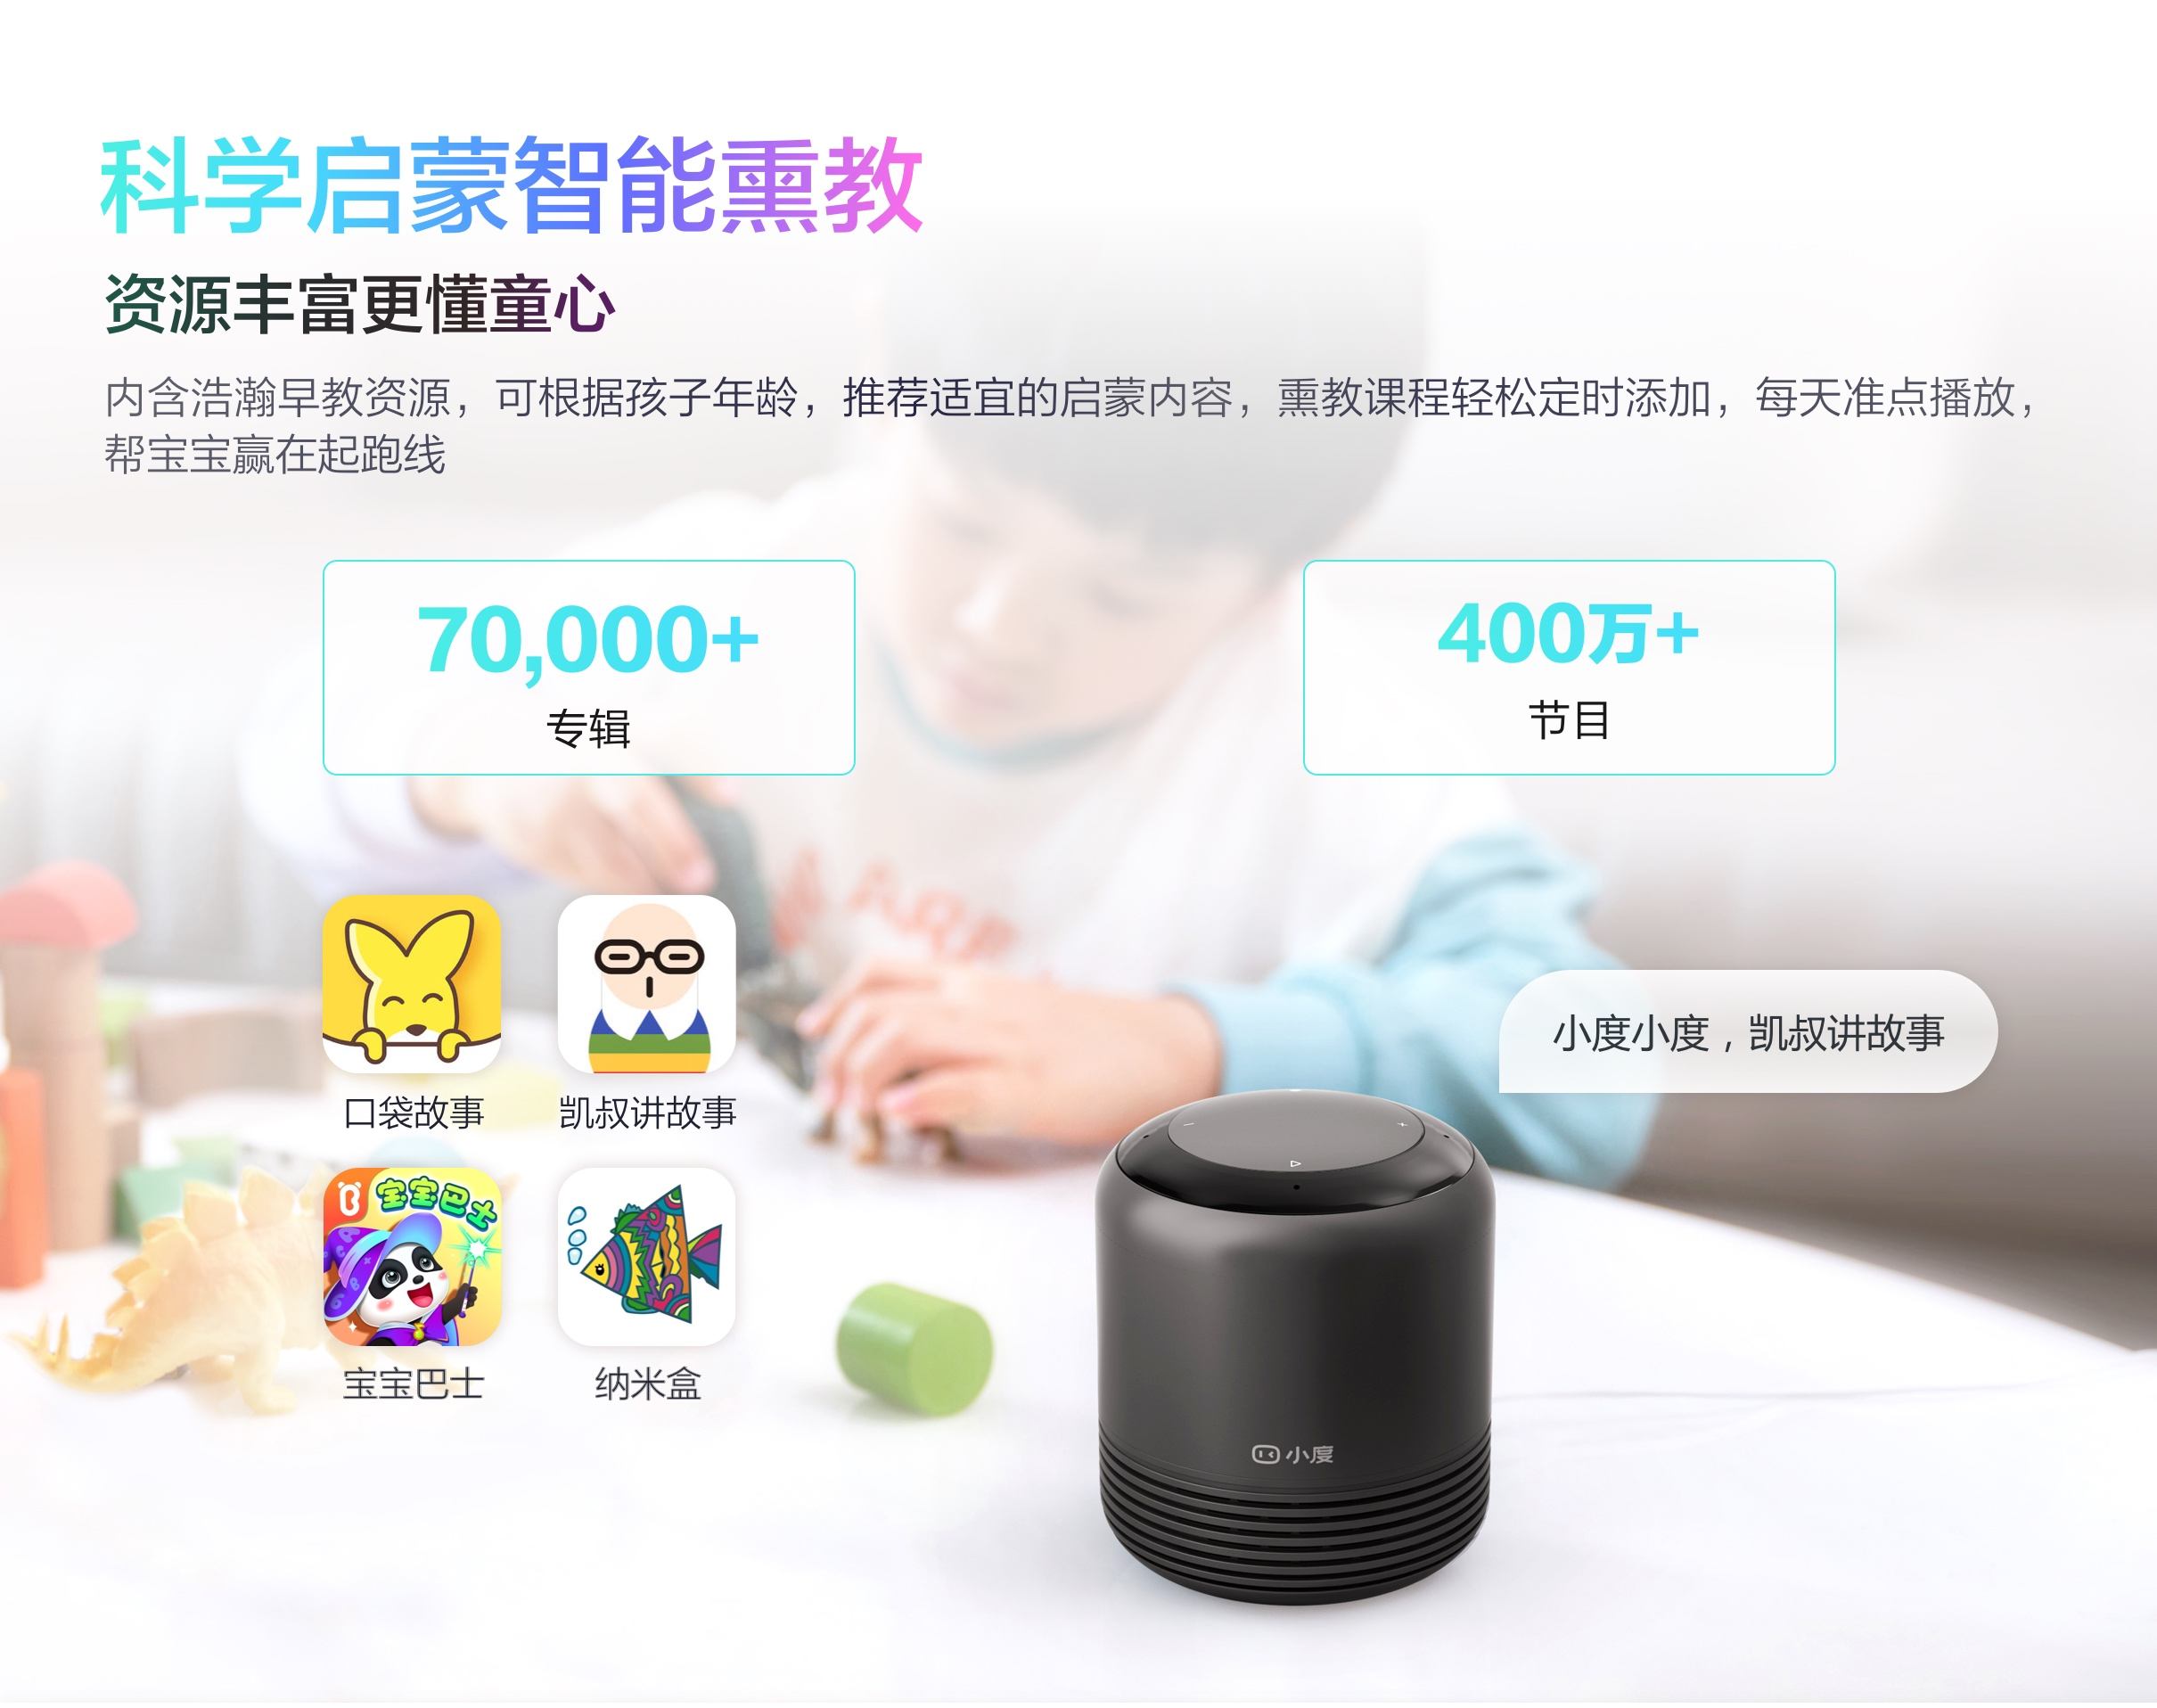 科学启蒙智能熏教
资源丰富更懂童心
内含浩瀚早教资源，可根据孩子年龄，推荐适宜的启蒙内容，熏教课程轻松定时添加，每天准点播放，
帮宝宝赢在起跑线
70,000+
专辑
400万+
节目
口袋故事
凯叔讲故事
宝宝巴士
宝宝巴士
纳米盒
小度小度，凯叔讲故事
小度